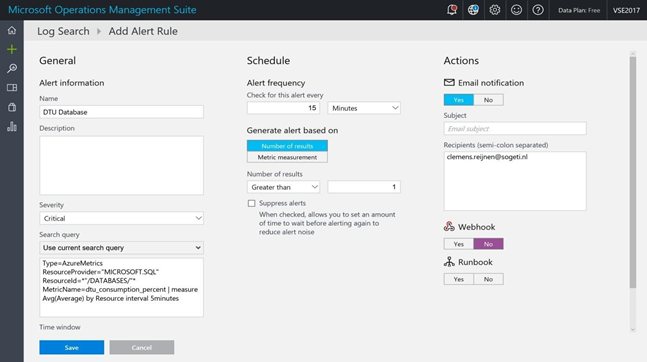 Microsoft Operations Management Suite
Data Plan: Free
VSE2017
Log Search
Add Alert Rule
General
Alert information
Name
DTU Database
Description
Severity
Critical
Search query
Use current search query
Type=AzureMetrics
ResourceProvider="MICROSOFT.SQL"
ResourceId=*"/DATABASES/"*
MetricName=dtu_consumption_percent | measure
Avg(Average) by Resource interval 5minutes
Time window
Save
Cancel
Schedule
Alert frequency
Check for this alert every
15
Minutes
Generate alert based on
Number of results
Metric measurement
Number of results
Greater than
1
Suppress alerts
When checked, allows you to set an amount
of time to wait before alerting again to
reduce alert noise
Actions
Email notification
Yes
No
Subject
Email subject
Recipients (semi-colon separated)
clemens.reijnen@sogeti.nl
Webhook
Yes
No
Runbook
Yes
No